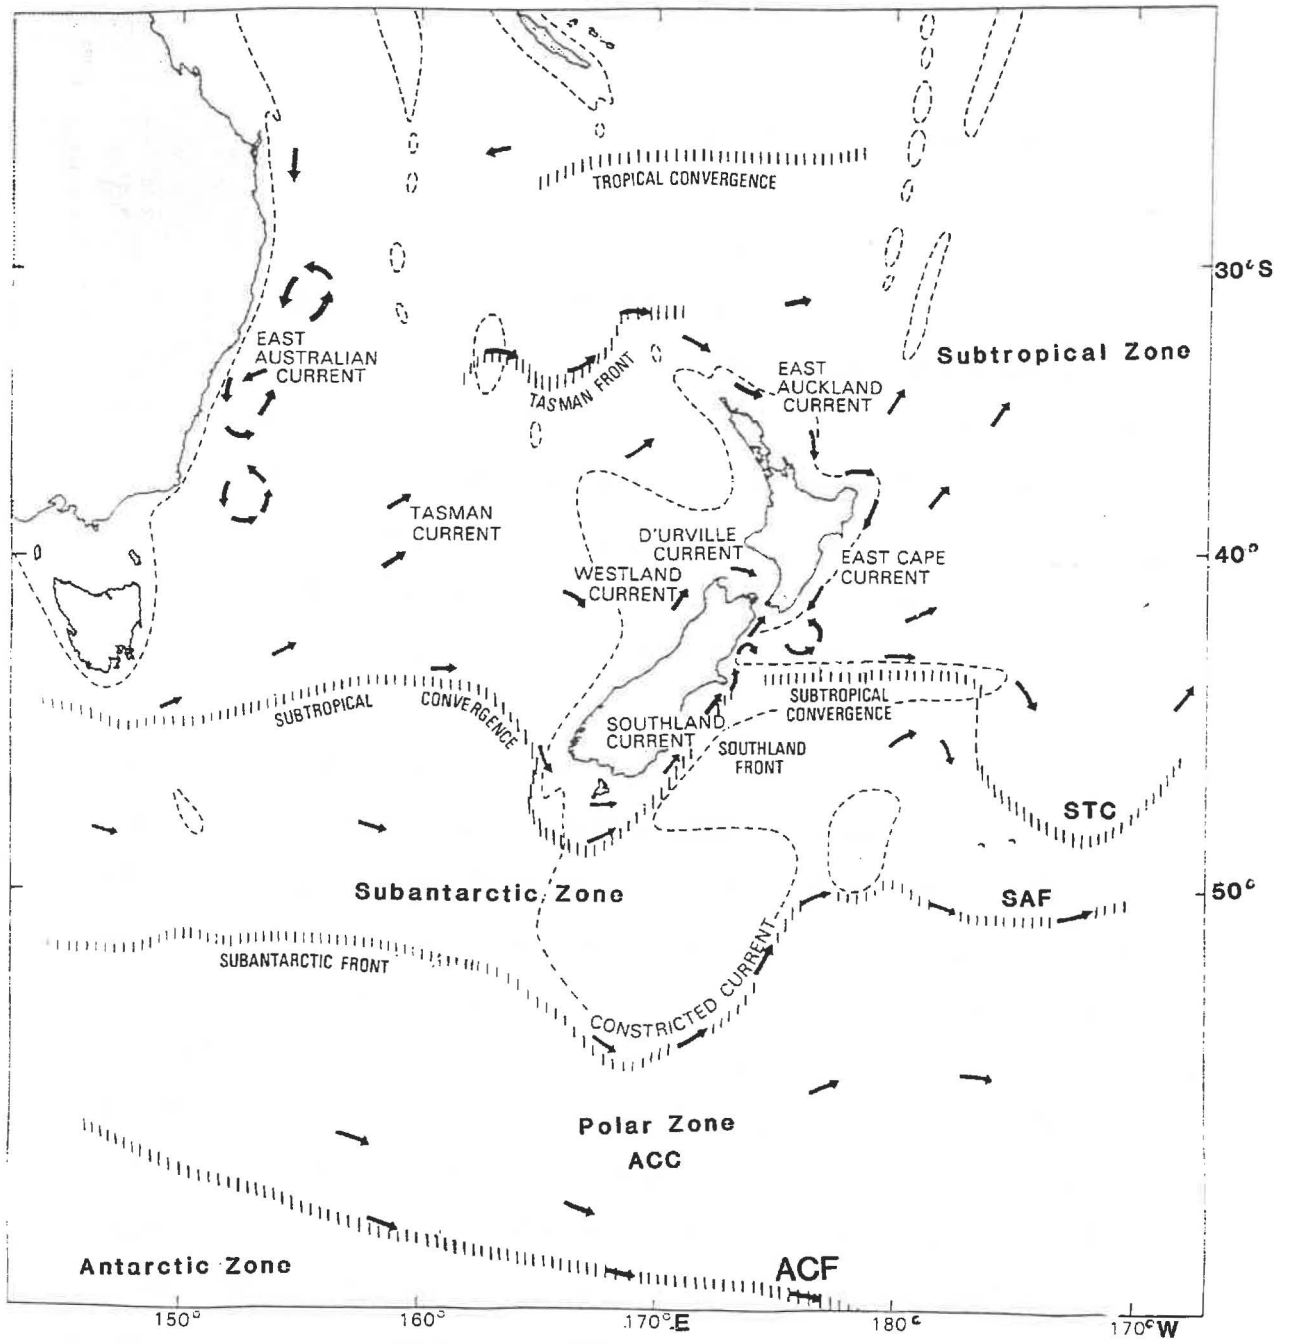 TROPICAL CONVERGENCE
30°S
EAST
AUSTRALIAN
CURRENT
TASMAN FRONT
EAST
AUCKLAND
CURRENT
Subtropical Zone
TASMAN
CURRENT
D'URVILLE
CURRENT
WESTLAND
CURRENT
EAST CAPE
CURRENT
40°
SUBTROPICAL CONVERGENCE
SOUTHLAND
CURRENT
SOUTHLAND
FRONT
SUBTROPICAL
CONVERGENCE
STC
Subantarctic Zone
SAF
50°
SUBANTARCTIC FRONT
CONSTRICTED CURRENT
Polar Zone
ACC
Antarctic Zone
ACF
150° 160° 170°E 180° 170°W